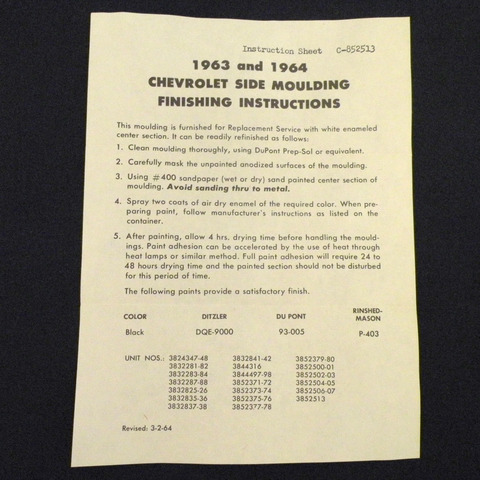 Instruction Sheet C-852513
1963 and 1964
CHEVROLET SIDE MOULDING
FINISHING INSTRUCTIONS
This moulding is furnished for Replacement Service with white enameled
center section. It can be readily refinished as follows:
1. Clean moulding thoroughly, using DuPont Prep-Sol or equivalent.
2. Carefully mask the unpainted anodized surfaces of the moulding.
3. Using #400 sandpaper (wet or dry) sand painted center section of
moulding. Avoid sanding thru to metal.
4. Spray two coats of air dry enamel of the required color. When pre-
paring paint, follow manufacturer's instructions as listed on the
container.
5. After painting, allow 4 hrs. drying time before handling the mould-
ings. Paint adhesion can be accelerated by the use of heat through
heat lamps or similar method. Full paint adhesion will require 24 to
48 hours drying time and the painted section should not be disturbed
for this period of time.
The following paints provide a satisfactory finish.
COLOR DITZLER DU PONT RINSHED-
MASON
Black DQE-9000 93-005 P-403
UNIT NOS.: 3824347-48 3832841-42 3852379-80
3832281-82 3844316 3852500-01
3832283-84 3844497-98 3852502-03
3832287-88 3852371-72 3852504-05
3832825-26 3852373-74 3852506-07
3832835-36 3852375-76 3852513
3832837-38 3852377-78
Revised: 3-2-64